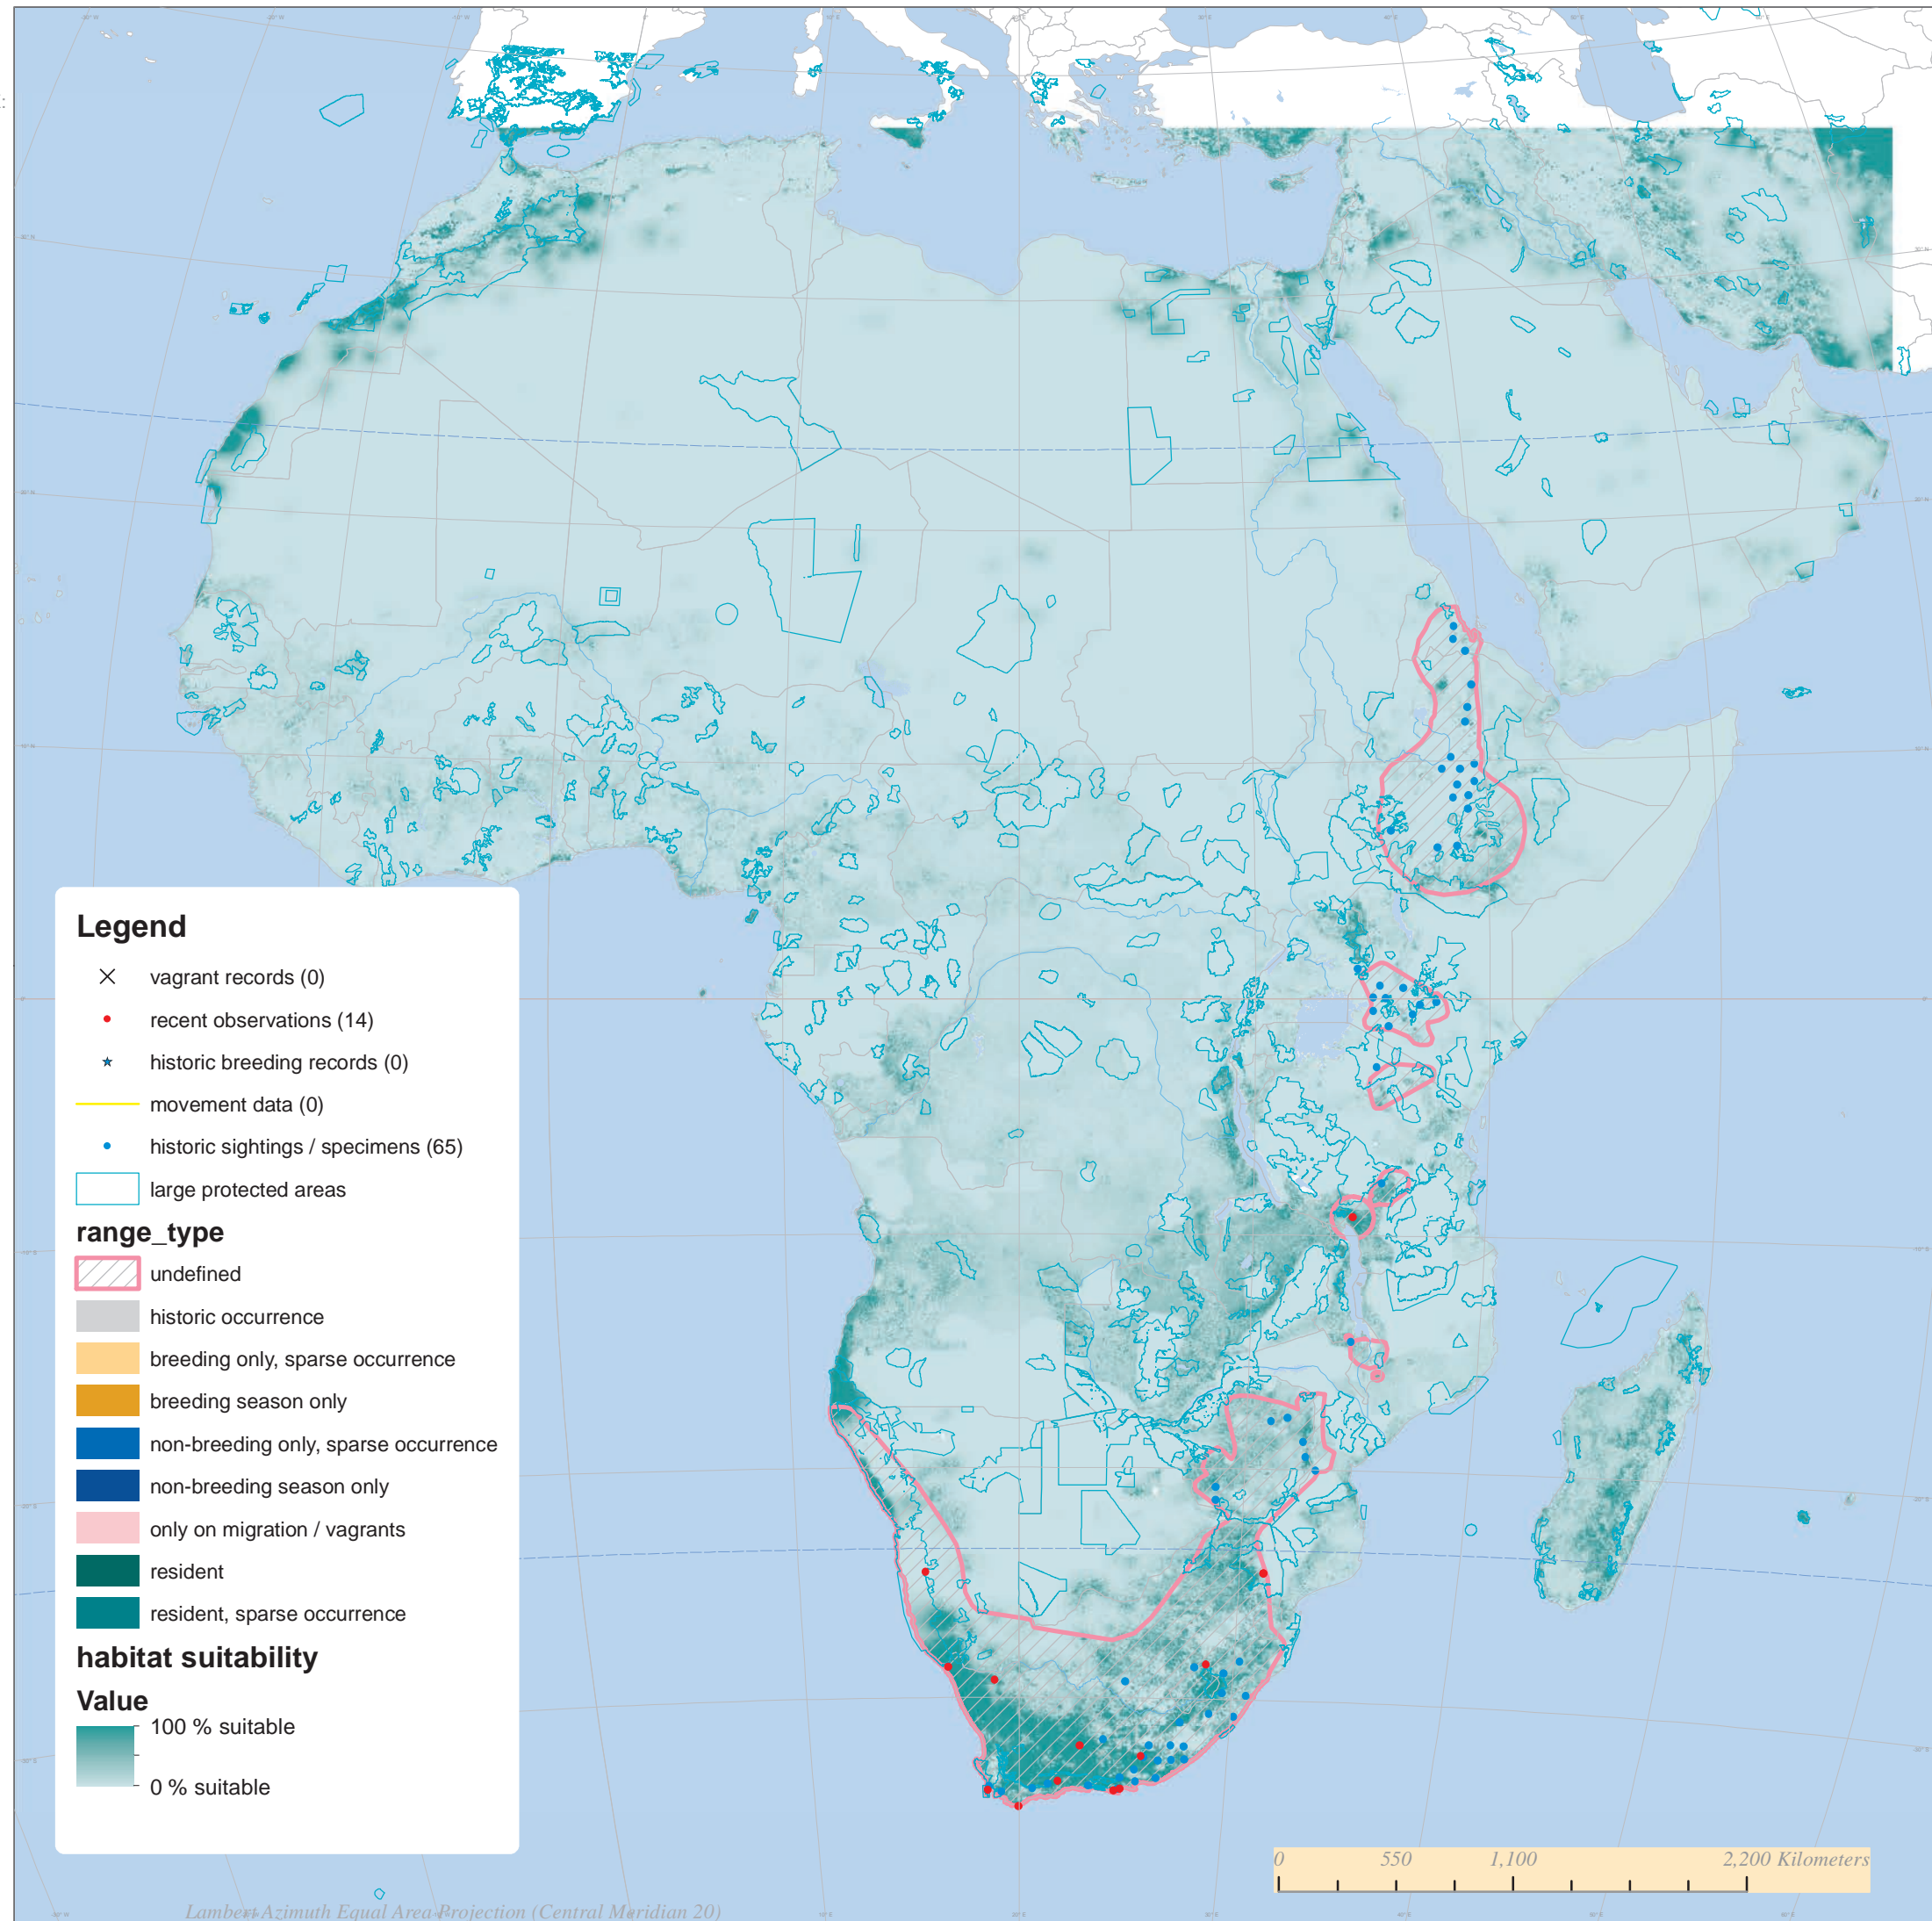 Legend
vagrant records (0)
recent observations (14)
historic breeding records (0)
movement data (0)
historic sightings / specimens (65)
large protected areas
range_type
undefined
historic occurrence
breeding only, sparse occurrence
breeding season only
non-breeding only, sparse occurrence
non-breeding season only
only on migration / vagrants
resident
resident, sparse occurrence
habitat suitability
Value
100 % suitable
0 % suitable
0 550 1,100 2,200 Kilometers
Lambert Azimuth Equal Area Projection (Central Meridian 20)